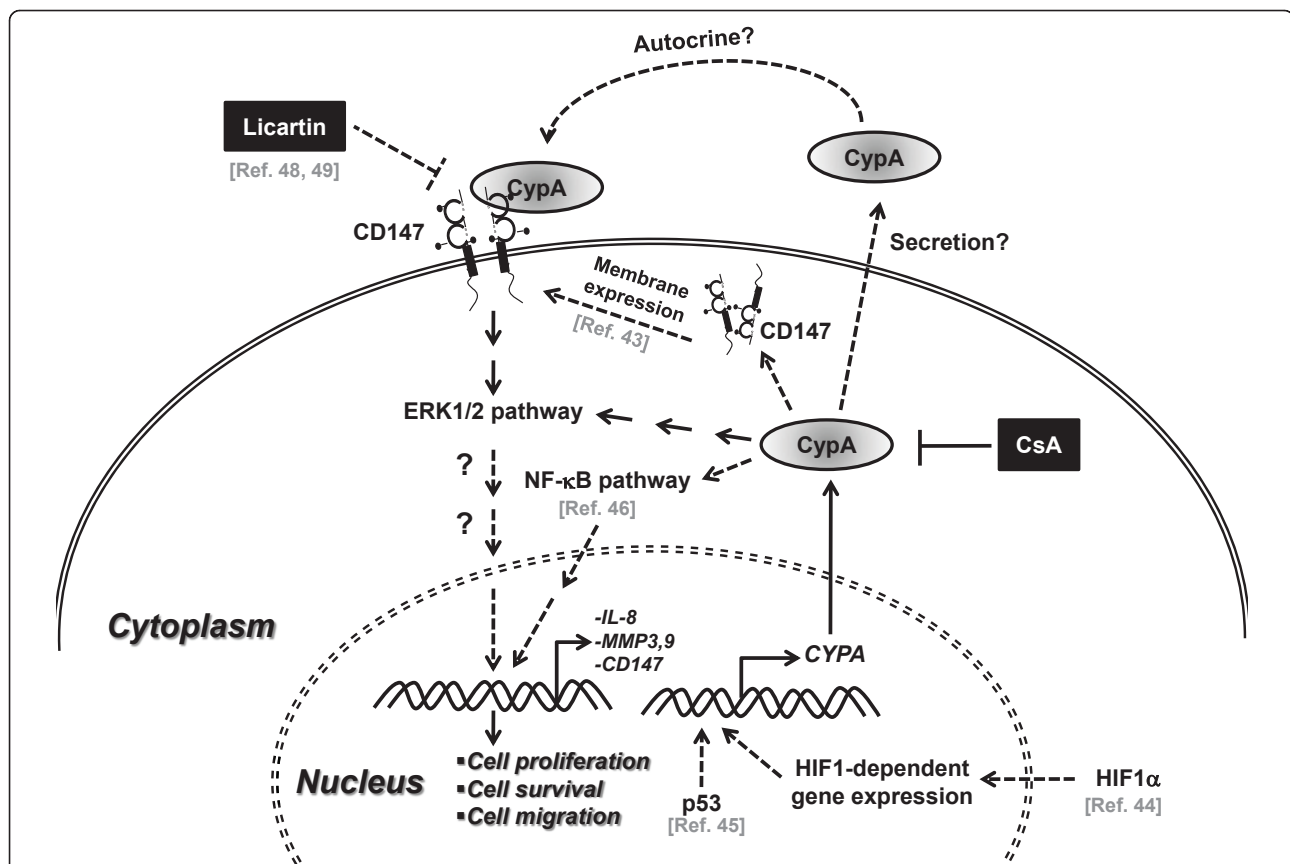 Autocrine?
Licartin
[Ref. 48, 49]
CypA
CypA
CD147
Secretion?
Membrane
expression
[Ref. 43]
CD147
ERK1/2 pathway
CypA
CsA
?
NF-κB pathway
[Ref. 46]
?
Cytoplasm
-IL-8
-MMP3,9
-CD147
CYPA
Nucleus
▪Cell proliferation
▪Cell survival
▪Cell migration
p53
[Ref. 45]
HIF1-dependent
gene expression
HIF1α
[Ref. 44]